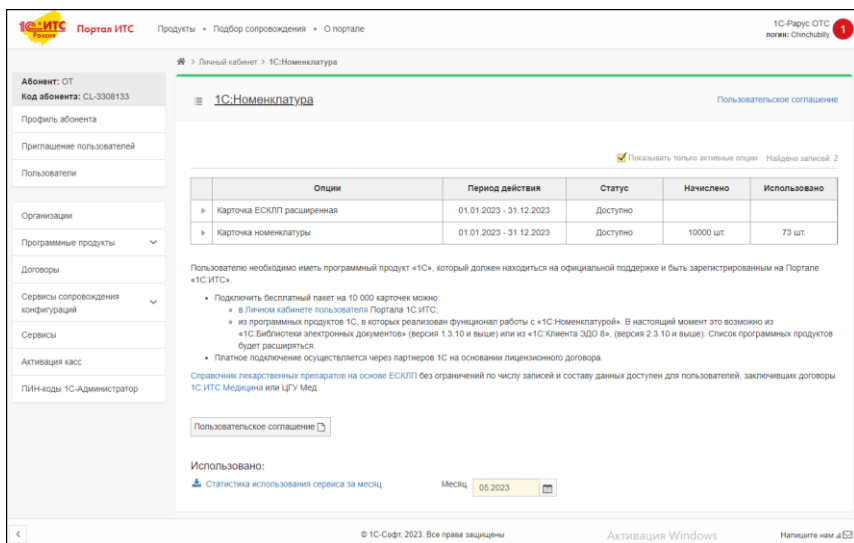 1С·ИТС
Россия
Портал ИТС
Продукты • Подбор сопровождения • О портале
1С-Рарус ОТС
логин: Chinchubilly
1
> Личный кабинет > 1С:Номенклатура
Абонент: ОТ
Код абонента: CL-3308133
Профиль абонента
Приглашение пользователей
Пользователи
Организации
Программные продукты
Договоры
Сервисы сопровождения
конфигураций
Сервисы
Активация касс
ПИН-коды 1С-Администратор
1С:Номенклатура
Пользовательское соглашение
Показывать только активные опции Найдено записей: 2
Опции Период действия Статус Начислено Использовано
Карточка ЕСКЛП расширенная 01.01.2023 - 31.12.2023 Доступно
Карточка номенклатуры 01.01.2023 - 31.12.2023 Доступно 10000 шт. 73 шт.
Пользователю необходимо иметь программный продукт «1С», который должен находиться на официальной поддержке и быть зарегистрированным на Портале
«1С:ИТС».
• Подключить бесплатный пакет на 10 000 карточек можно:
в Личном кабинете пользователя Портала 1С:ИТС;
из программных продуктов 1С, в которых реализован функционал работы с «1С:Номенклатурой». В настоящий момент это возможно из
«1С:Библиотеки электронных документов» (версия 1.3.10 и выше) или из «1С:Клиента ЭДО 8», (версия 2.3.10 и выше). Список программных продуктов
будет расширяться.
• Платное подключение осуществляется через партнеров 1С на основании лицензионного договора.
Справочник лекарственных препаратов на основе ЕСКЛП без ограничений по числу записей и составу данных доступен для пользователей, заключивших договоры
1С:ИТС Медицина или ЦГУ Мед
Пользовательское соглашение
Использовано:
Статистика использования сервиса за месяц
Месяц 05.2023
© 1С-Софт, 2023. Все права защищены
Активация Windows
Напишите нам